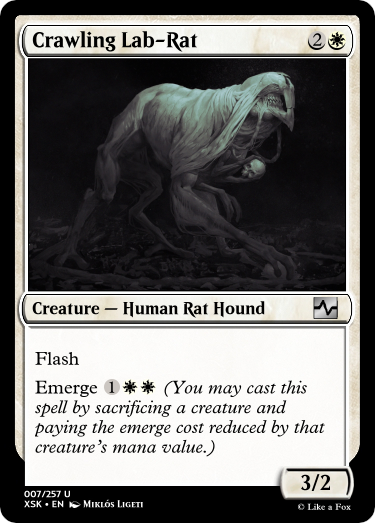 Crawling Lab-Rat 2
Creature — Human Rat Hound
Flash
Emerge 1 (You may cast this
spell by sacrificing a creature and
paying the emerge cost reduced by that
creature's mana value.)
3/2
007/257 U
XSK • EN Miklós Ligeti
© Like a Fox